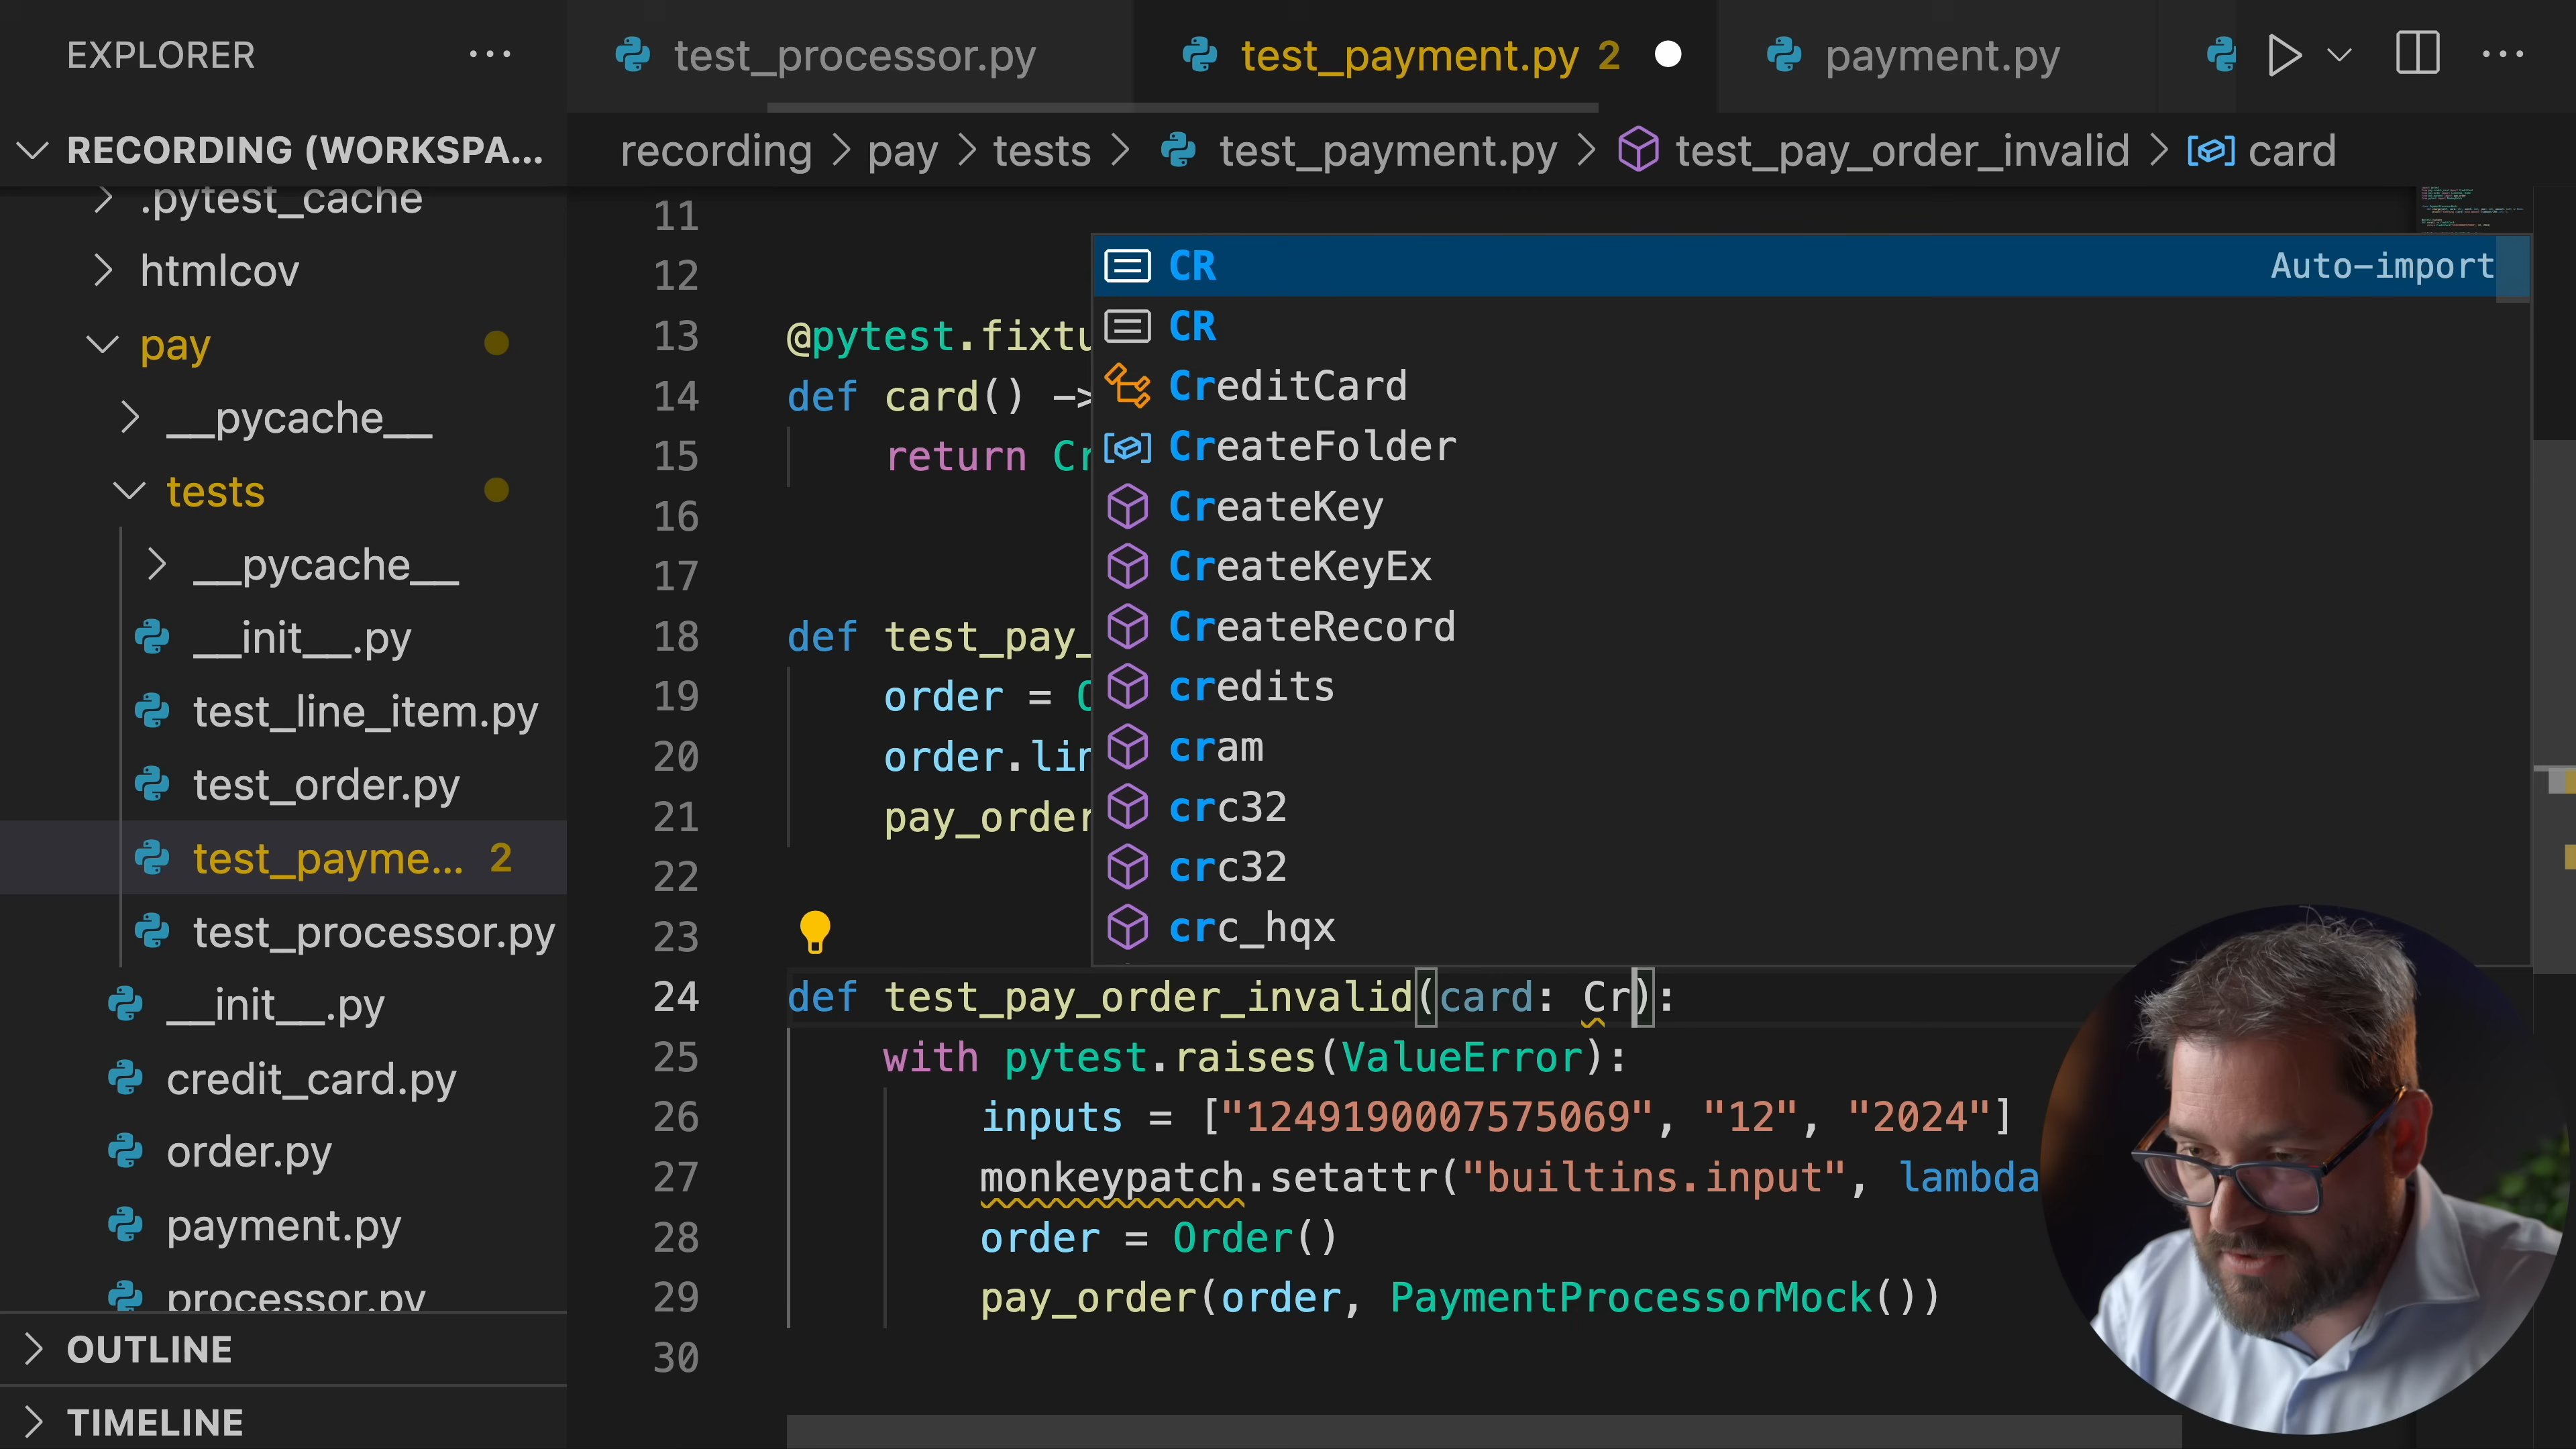 EXPLORER
RECORDING (WORKSPA...
.pytest_cache
htmlcov
pay
__pycache__
tests
__pycache__
__init__.py
test_line_item.py
test_order.py
test_payme... 2
test_processor.py
__init__.py
credit_card.py
order.py
payment.py
processor.py
OUTLINE
TIMELINE
test_processor.py test_payment.py 2 payment.py
recording > pay > tests > test_payment.py > test_pay_order_invalid > card
11
12
13 @pytest.fixtu
14 def card() ->
15 return Cr
16
17
18 def test_pay_
19 order = O
20 order.lin
21 pay_order
22
23
24 def test_pay_order_invalid(card: Cr):
25 with pytest.raises(ValueError):
26 inputs = ["1249190007575069", "12", "2024"]
27 monkeypatch.setattr("builtins.input", lambda
28 order = Order()
29 pay_order(order, PaymentProcessorMock())
30
CR Auto-import
CR
CreditCard
CreateFolder
CreateKey
CreateKeyEx
CreateRecord
credits
cram
crc32
crc32
crc_hqx